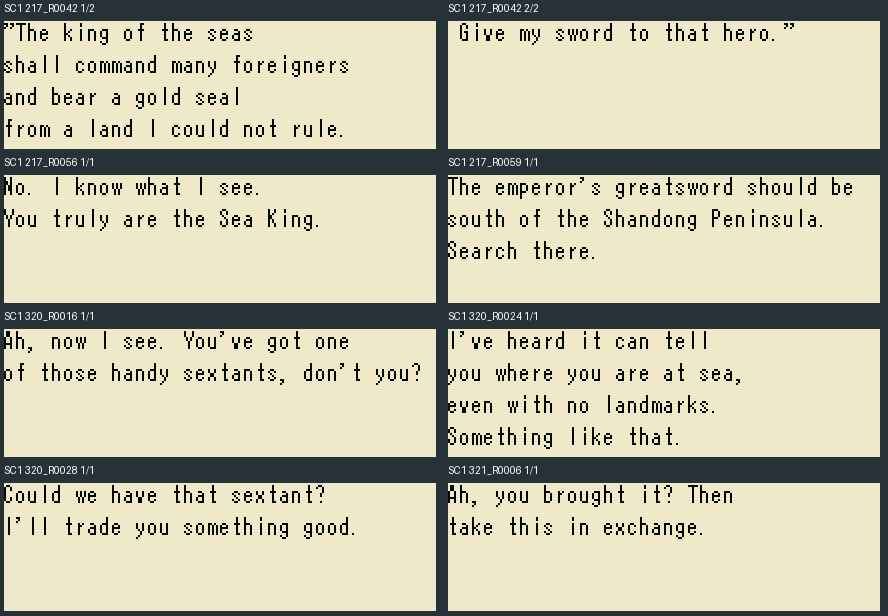 SC1217_R0042 1/2
”The king of the seas
shall command many foreigners
and bear a gold seal
from a land I could not rule.
SC1217_R0042 2/2
Give my sword to that hero.”
SC1217_R0056 1/1
No. I know what I see.
You truly are the Sea King.
SC1217_R0059 1/1
The emperor’s greatsword should be
south of the Shandong Peninsula.
Search there.
SC1320_R0016 1/1
Ah, now I see. You’ve got one
of those handy sextants, don’t you?
SC1320_R0024 1/1
I’ve heard it can tell
you where you are at sea,
even with no landmarks.
Something like that.
SC1320_R0028 1/1
Could we have that sextant?
I’ll trade you something good.
SC1321_R0006 1/1
Ah, you brought it? Then
take this in exchange.